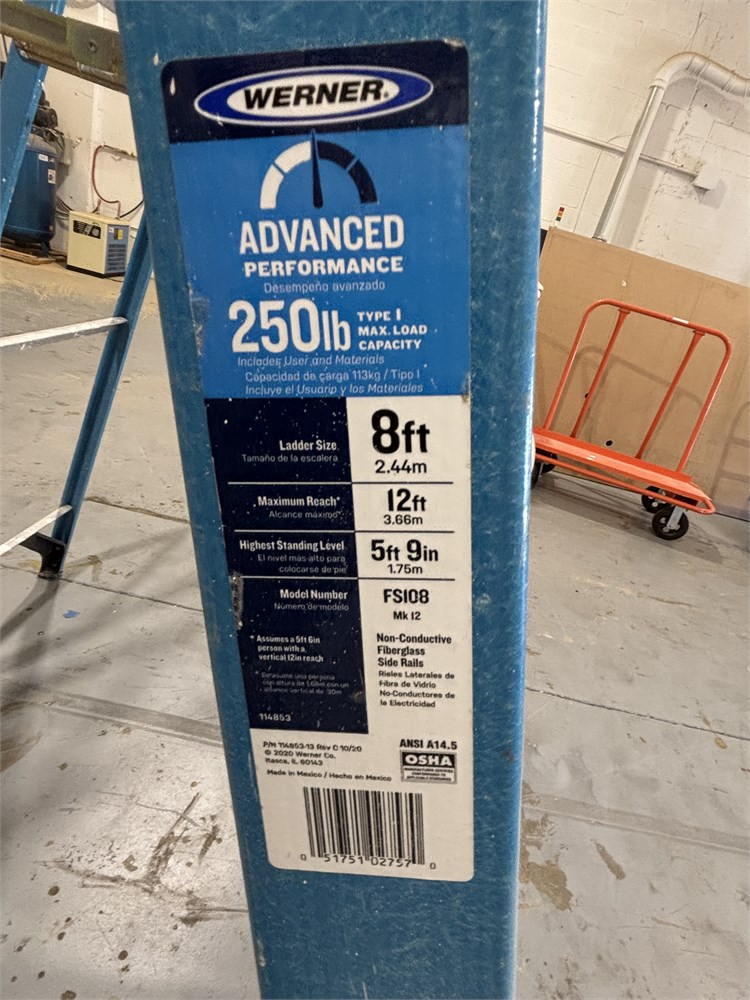 WERNER®
ADVANCED
PERFORMANCE
Desempeño avanzado
250lb TYPE I MAX. LOAD CAPACITY
Includes User and Materials
Capacidad de carga 113kg / Tipo I
Incluye el Usuario y los Materiales
Ladder Size 8ft
Tamaño de la escalera 2.44m
Maximum Reach* 12ft
Alcance máximo* 3.66m
Highest Standing Level 5ft 9in
El nivel más alto para 1.75m
colocarse de pie
Model Number FS108
Número de modelo Mk 12
* Assumes a 5ft 6in
person with a
vertical 12in reach
114853
Non-Conductive
Fiberglass
Side Rails
Rieles Laterales de
Fibra de Vidrio
No-Conductores de
la Electricidad
P/N 114853-13 Rev C 10/20
© 2020 Werner Co.
Itasca, IL 60143
Made in Mexico / Hecho en Mexico
ANSI A14.5
OSHA
0 51751 02757 0